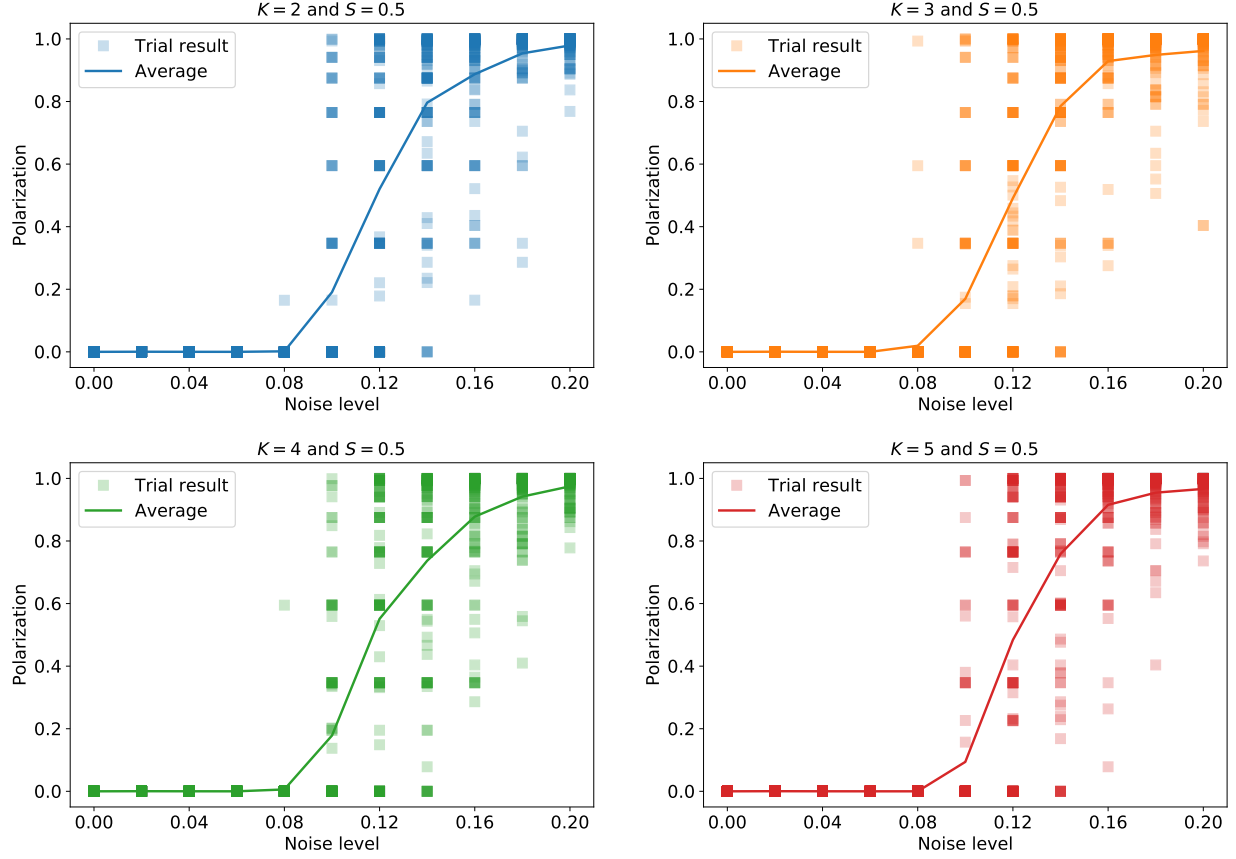 K = 2 and S = 0.5
Trial result
Average
1.0
0.8
0.6
0.4
0.2
0.0
Polarization
0.00 0.04 0.08 0.12 0.16 0.20
Noise level
K = 3 and S = 0.5
Trial result
Average
1.0
0.8
0.6
0.4
0.2
0.0
Polarization
0.00 0.04 0.08 0.12 0.16 0.20
Noise level
K = 4 and S = 0.5
Trial result
Average
1.0
0.8
0.6
0.4
0.2
0.0
Polarization
0.00 0.04 0.08 0.12 0.16 0.20
Noise level
K = 5 and S = 0.5
Trial result
Average
1.0
0.8
0.6
0.4
0.2
0.0
Polarization
0.00 0.04 0.08 0.12 0.16 0.20
Noise level